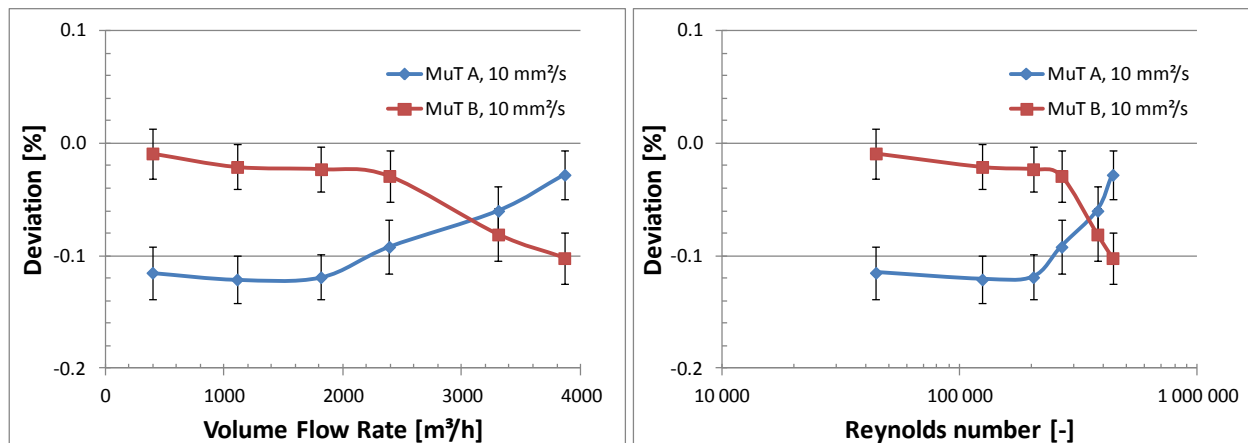 0.1
0.0
-0.1
-0.2
Deviation [%]
MuT A, 10 mm²/s
MuT B, 10 mm²/s
0
1000
2000
3000
4000
Volume Flow Rate [m³/h]
0.1
0.0
-0.1
-0.2
Deviation [%]
MuT A, 10 mm²/s
MuT B, 10 mm²/s
10 000
100 000
1 000 000
Reynolds number [-]